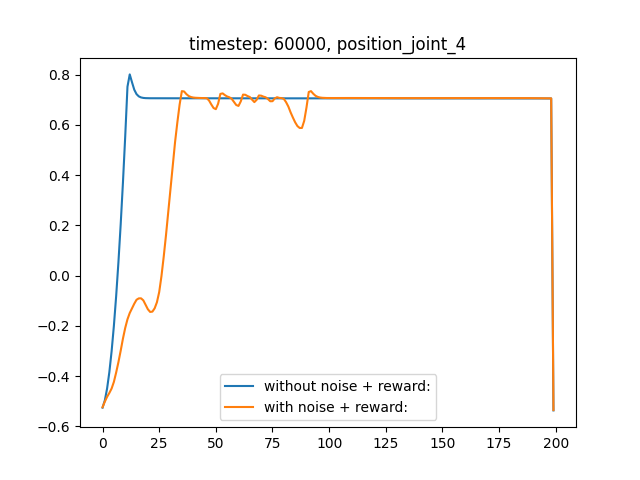 timestep: 60000, position_joint_4
0.8
0.6
0.4
0.2
0.0
−0.2
−0.4
−0.6
without noise + reward:
with noise + reward:
0 25 50 75 100 125 150 175 200